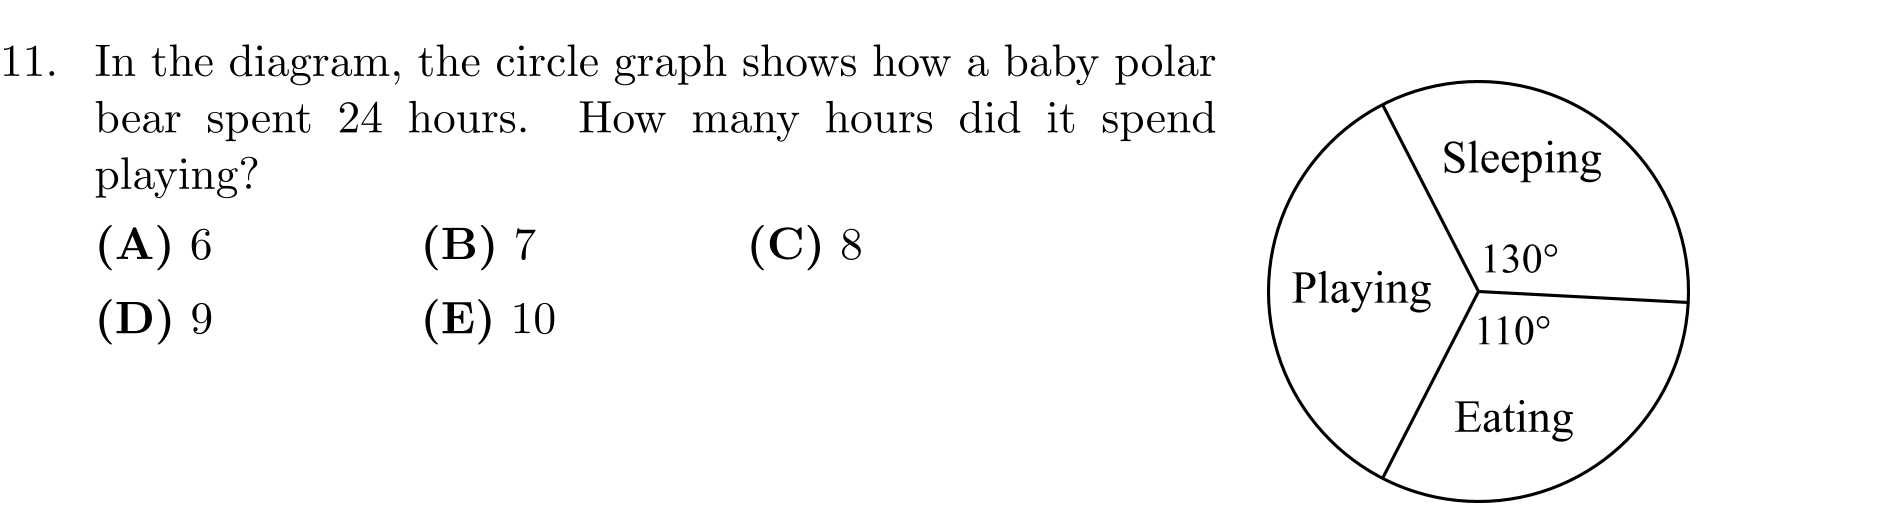 11. In the diagram, the circle graph shows how a baby polar
bear spent 24 hours. How many hours did it spend
playing?
(A) 6 (B) 7 (C) 8
(D) 9 (E) 10
Sleeping
130°
Playing
110°
Eating